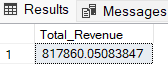 Results Messages
Total_Revenue
1 817860.05083847